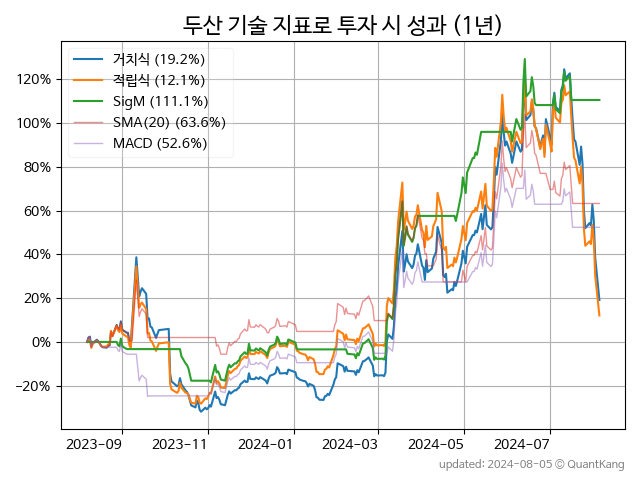 두산 기술 지표로 투자 시 성과 (1년)
거치식 (19.2%)
적립식 (12.1%)
SigM (111.1%)
SMA(20) (63.6%)
MACD (52.6%)
120%
100%
80%
60%
40%
20%
0%
−20%
2023-09
2023-11
2024-01
2024-03
2024-05
2024-07
updated: 2024-08-05 © QuantKang